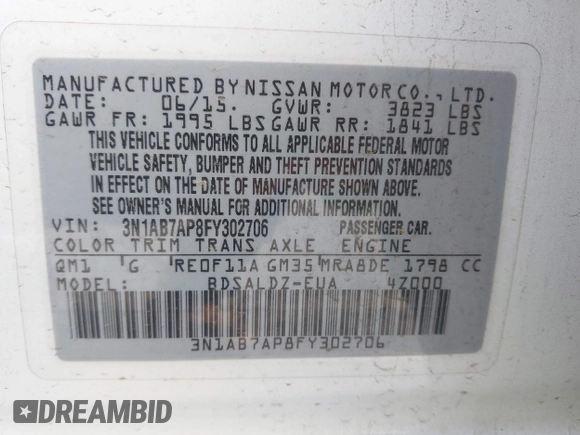 MANUFACTURED BY NISSAN MOTOR CO., LTD.
DATE: 06/15. GVWR: 3823 LBS
GAWR FR: 1995 LBS GAWR RR: 1841 LBS
THIS VEHICLE CONFORMS TO ALL APPLICABLE FEDERAL MOTOR
VEHICLE SAFETY, BUMPER AND THEFT PREVENTION STANDARDS
IN EFFECT ON THE DATE OF MANUFACTURE SHOWN ABOVE.
SEE OWNER'S MANUAL FOR ADDITIONAL INFORMATION.
VIN: 3N1AB7AP8FY302706 PASSENGER CAR.
COLOR TRIM TRANS AXLE ENGINE
QM1 G RE0F11A GM35 MRA8DE 1798 CC
MODEL: BDSALDZ-EUA 4Z000
3N1AB7AP8FY302706
DREAMBID